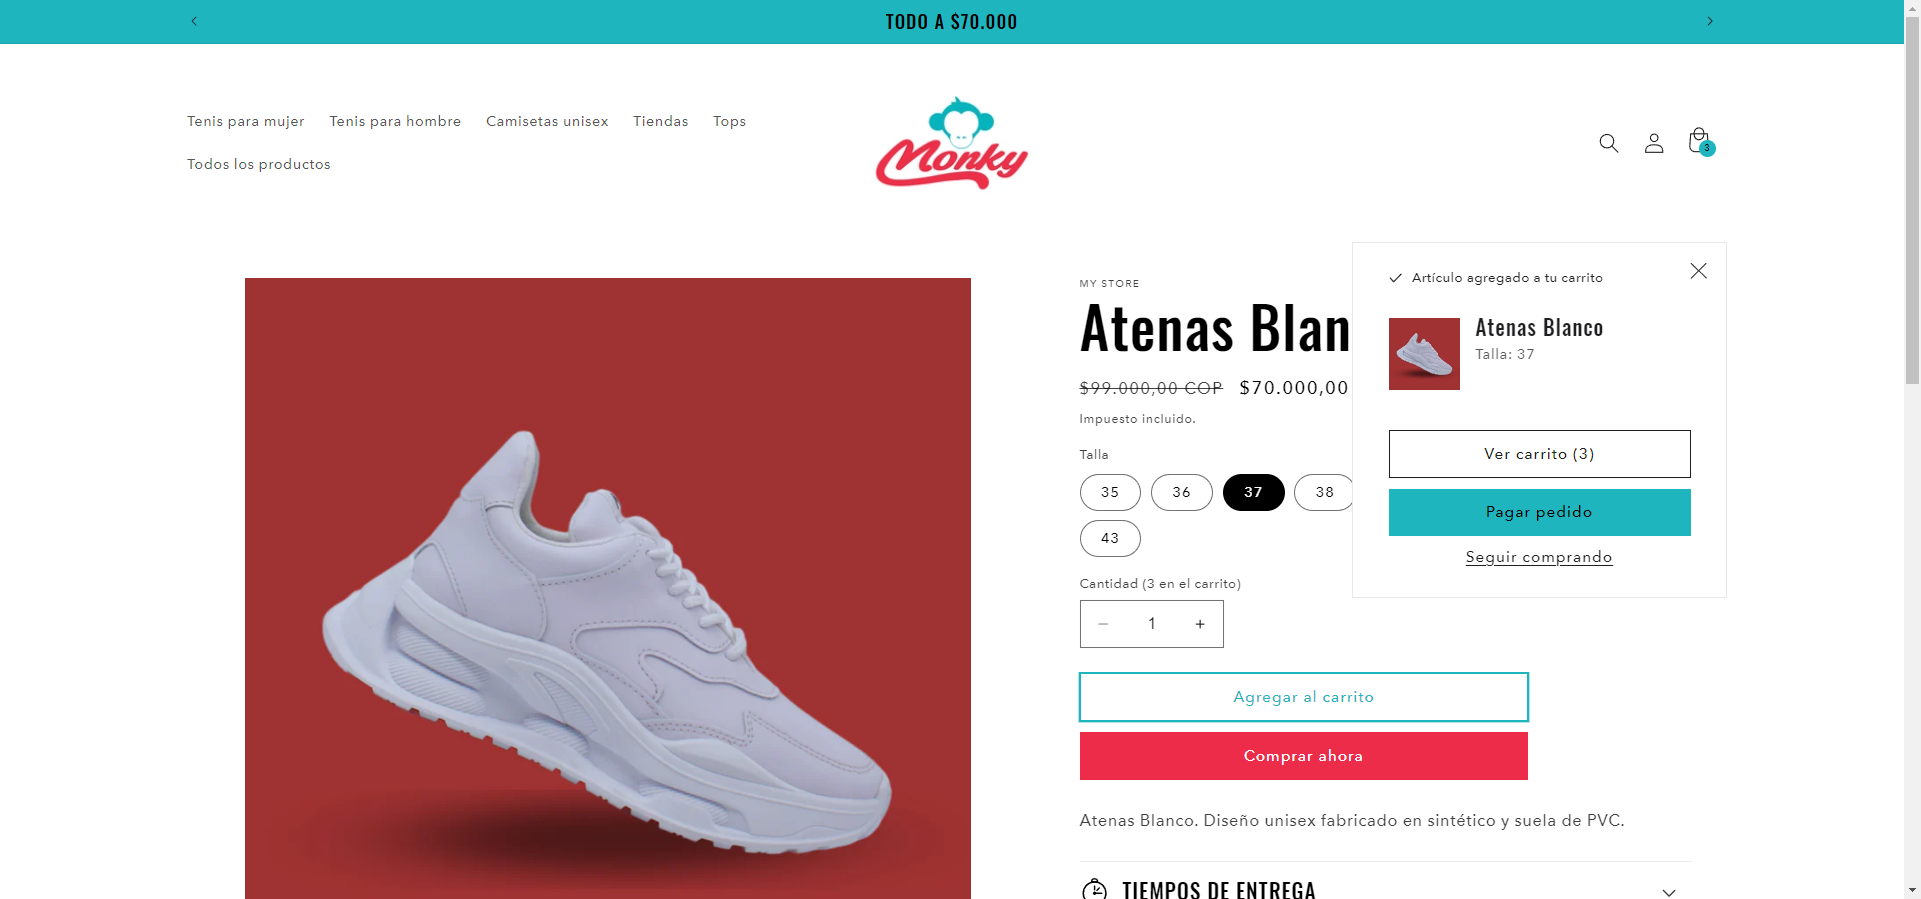 TODO A $70.000
Tenis para mujer
Tenis para hombre
Camisetas unisex
Tiendas
Tops
Todos los productos
Monky
3
MY STORE
Atenas Blan
$99.000,00 COP $70.000,00
Impuesto incluido.
Talla
35
36
37
38
43
Cantidad (3 en el carrito)
1
Agregar al carrito
Comprar ahora
Atenas Blanco. Diseño unisex fabricado en sintético y suela de PVC.
TIEMPOS DE ENTREGA
Artículo agregado a tu carrito
Atenas Blanco
Talla: 37
Ver carrito (3)
Pagar pedido
Seguir comprando